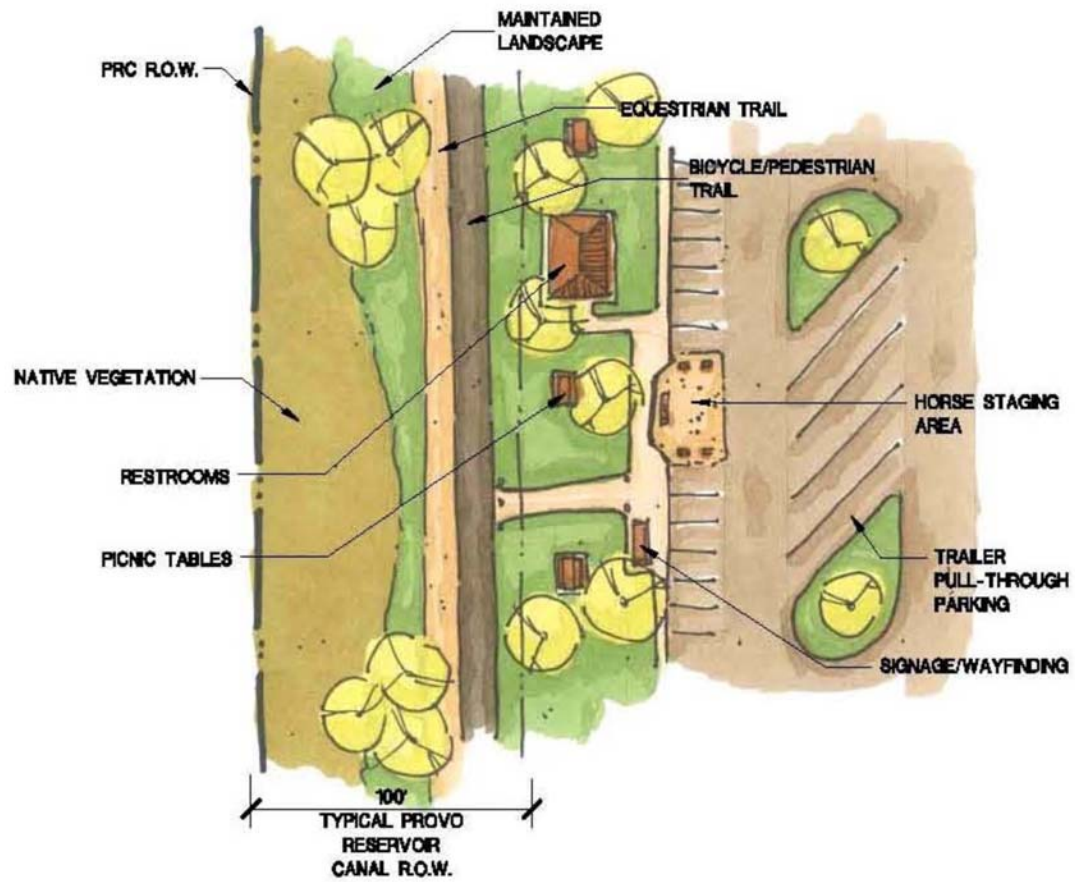 MAINTAINED
LANDSCAPE
PRC R.O.W.
EQUESTRIAN TRAIL
BICYCLE/PEDESTRIAN
TRAIL
NATIVE VEGETATION
HORSE STAGING
AREA
RESTROOMS
PICNIC TABLES
TRAILER
PULL-THROUGH
PARKING
SIGNAGE/WAYFINDING
100'
TYPICAL PROVO
RESERVOIR
CANAL R.O.W.